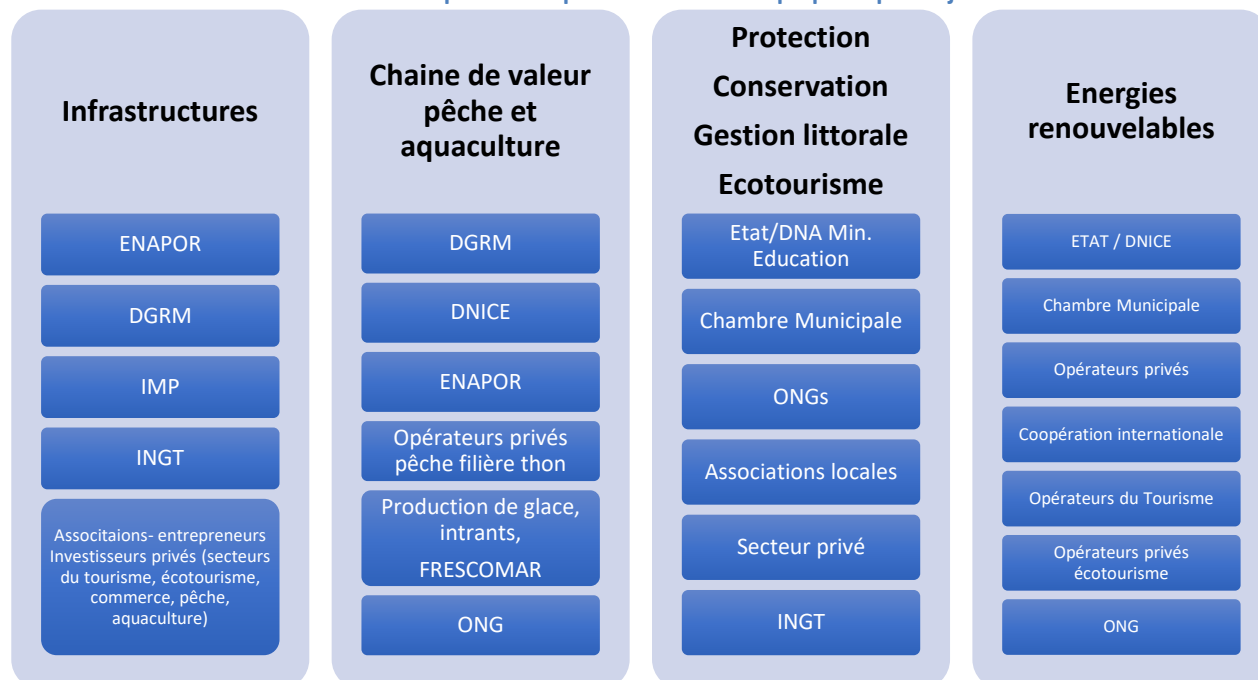 Infrastructures
ENAPOR
DGRM
IMP
INGT
Associtaions- entrepreneurs
Investisseurs privés (secteurs
du tourisme, écotourisme,
commerce, pêche,
aquaculture)
Chaine de valeur
pêche et
aquaculture
DGRM
DNICE
ENAPOR
Opérateurs privés
pêche filière thon
Production de glace,
intrants,
FRESCOMAR
ONG
Protection
Conservation
Gestion littorale
Ecotourisme
Etat/DNA Min.
Education
Chambre Municipale
ONGs
Associations locales
Secteur privé
INGT
Energies
renouvelables
ETAT / DNICE
Chambre Municipale
Opérateurs privés
Coopération internationale
Opérateurs du Tourisme
Opérateurs privés
écotourisme
ONG